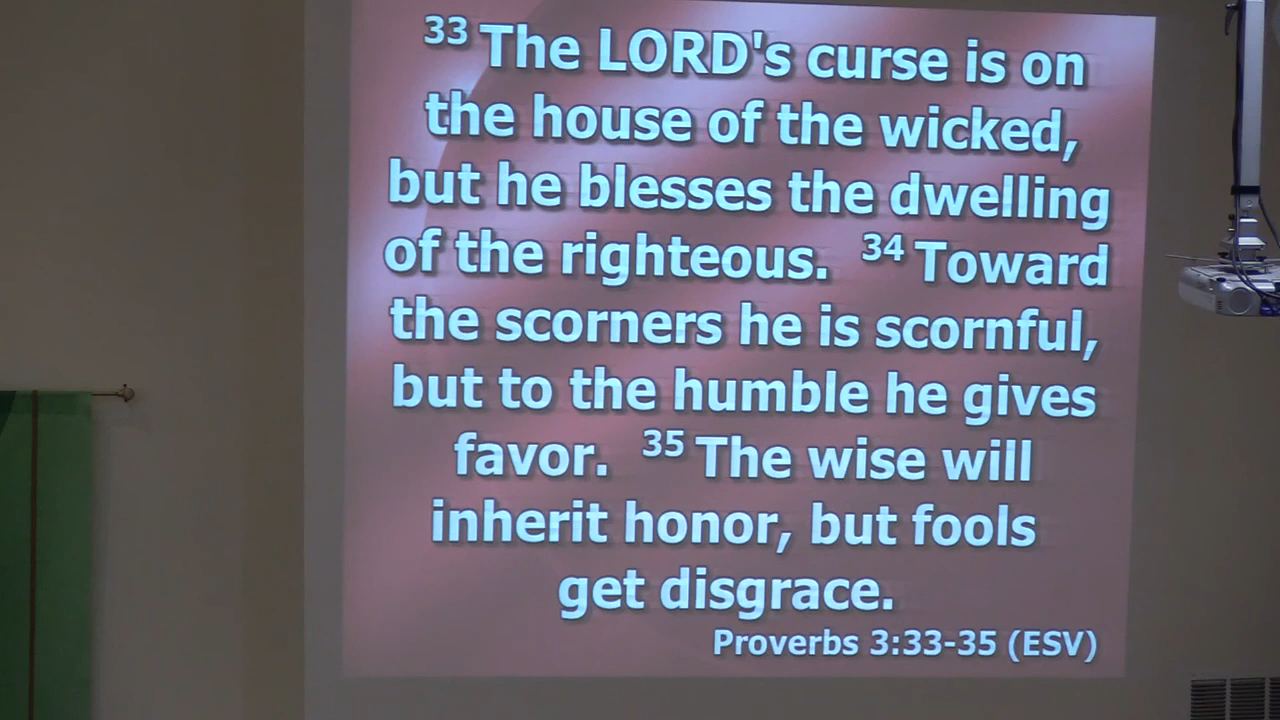 33 The LORD's curse is on
the house of the wicked,
but he blesses the dwelling
of the righteous. 34 Toward
the scorners he is scornful,
but to the humble he gives
favor. 35 The wise will
inherit honor, but fools
get disgrace.
Proverbs 3:33-35 (ESV)